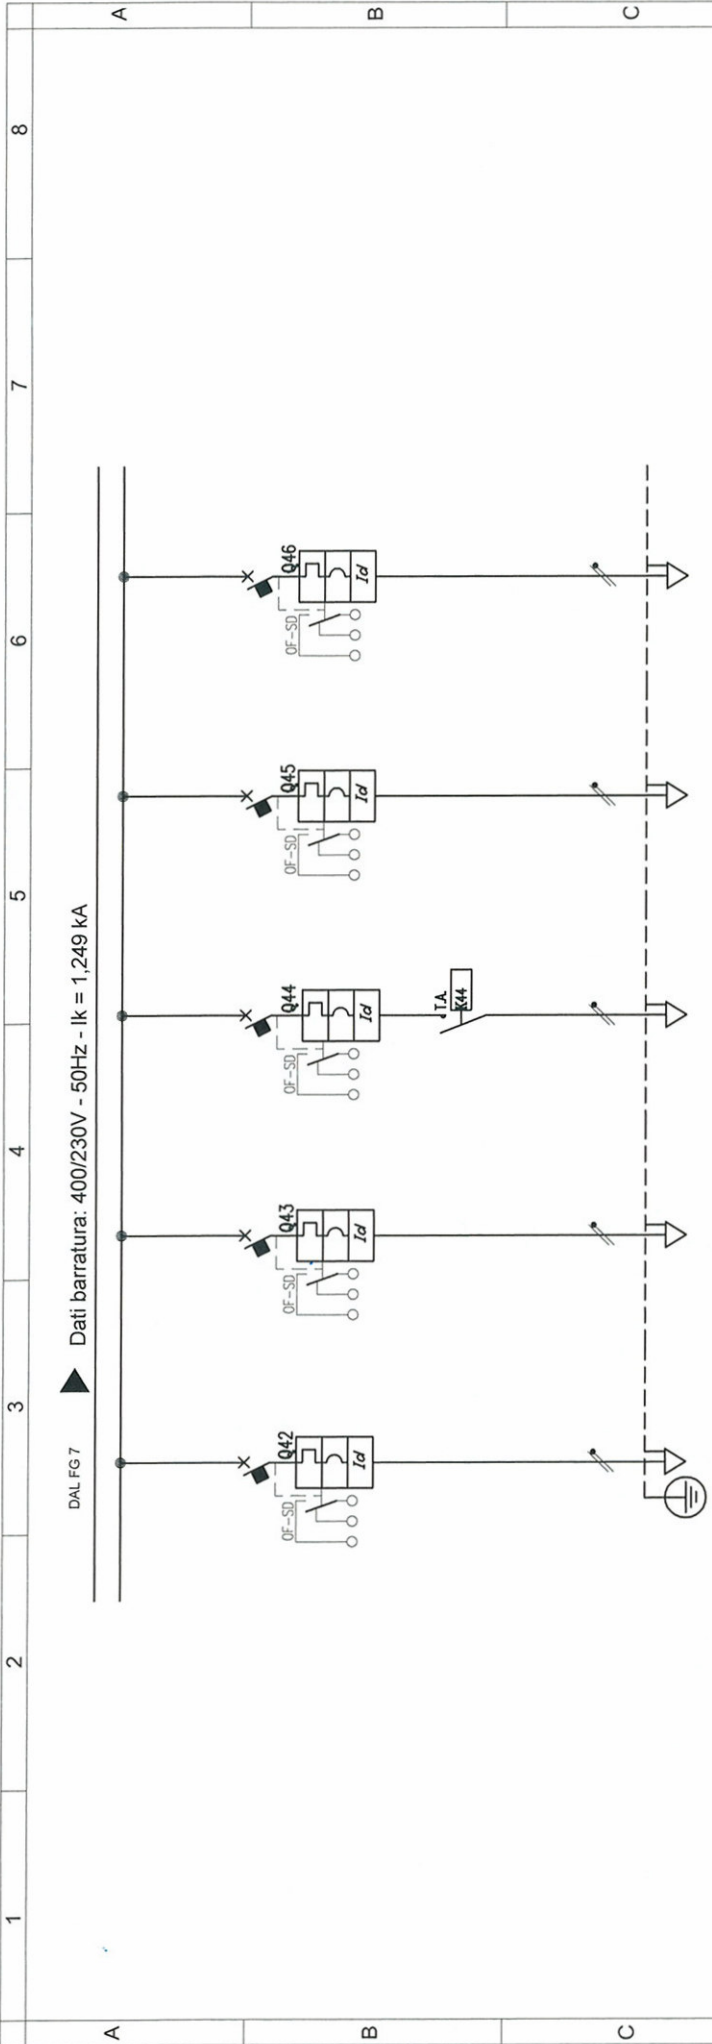 1 2 3 4 5 6 7 8
A A
DAL FG 7 Dati barratura: 400/230V - 50Hz - Ik = 1,249 kA
B B
Q42 Q43 Q44 Q45 Q46
OF-SD OF-SD OF-SD OF-SD OF-SD
Id Id Id Id Id
T.A.
K44
C C